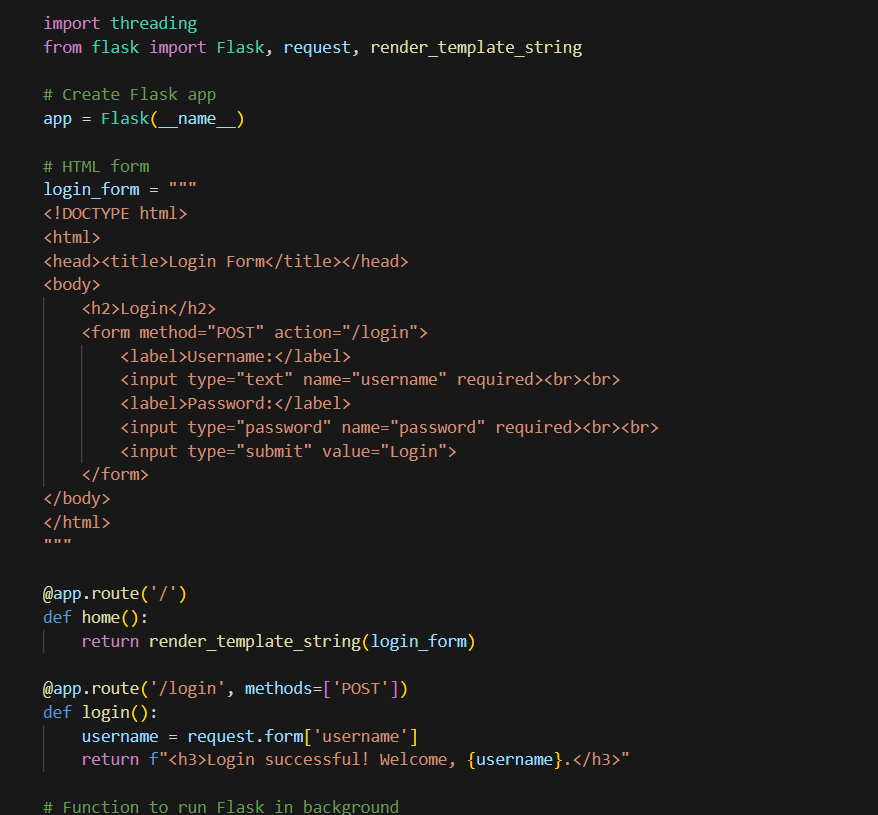 import threading
from flask import Flask, request, render_template_string
# Create Flask app
app = Flask(__name__)
# HTML form
login_form = """
<!DOCTYPE html>
<html>
<head><title>Login Form</title></head>
<body>
    <h2>Login</h2>
    <form method="POST" action="/login">
        <label>Username:</label>
        <input type="text" name="username" required><br><br>
        <label>Password:</label>
        <input type="password" name="password" required><br><br>
        <input type="submit" value="Login">
    </form>
</body>
</html>
"""
@app.route('/')
def home():
    return render_template_string(login_form)
@app.route('/login', methods=['POST'])
def login():
    username = request.form['username']
    return f"<h3>Login successful! Welcome, {username}.</h3>"
# Function to run Flask in background